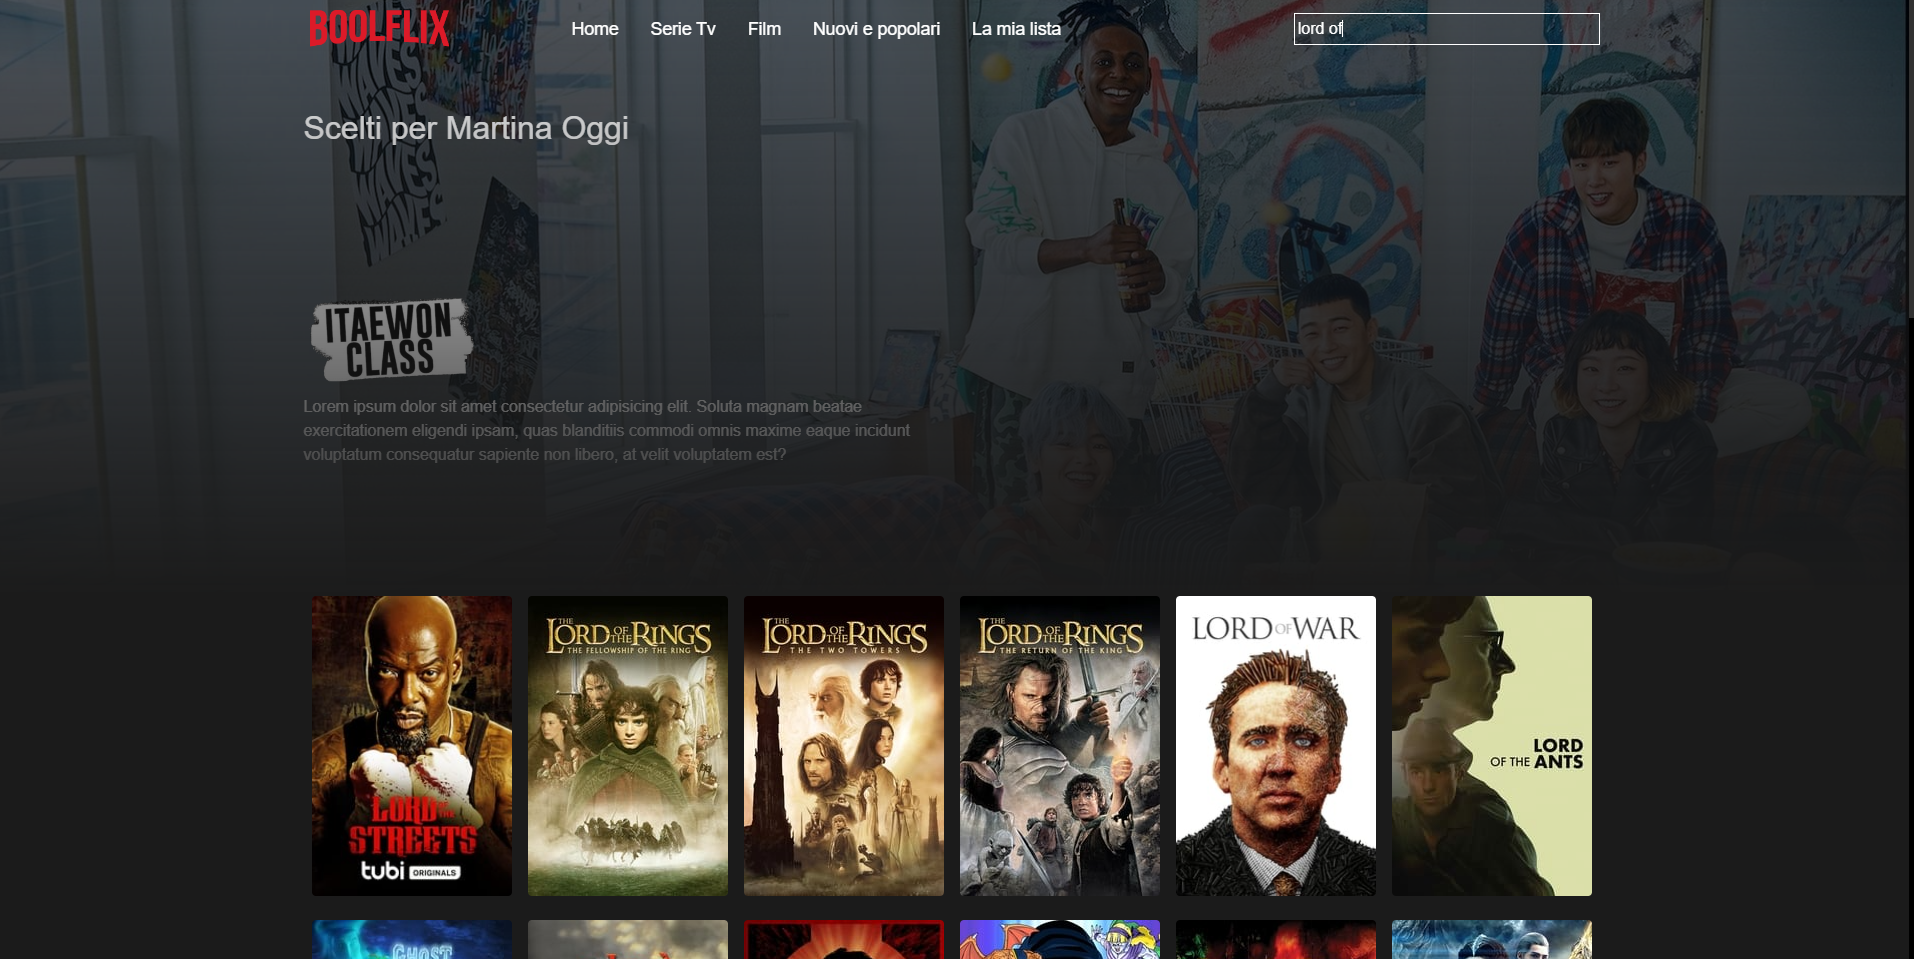 BOOLFLIX
Home Serie Tv Film Nuovi e popolari La mia lista
lord of
Scelti per Martina Oggi
WAVES
WAVES
WAVES
WAVES
ITAEWON
CLASS
Lorem ipsum dolor sit amet consectetur adipisicing elit. Soluta magnam beatae
exercitationem eligendi ipsam, quas blanditiis commodi omnis maxime eaque incidunt
voluptatum consequatur sapiente non libero, at velit voluptatem est?
LORD OF THE
STREETS
tubi ORIGINALS
THE
LORD OF THE RINGS
THE FELLOWSHIP OF THE RING
THE
LORD OF THE RINGS
THE TWO TOWERS
THE
LORD OF THE RINGS
THE RETURN OF THE KING
LORD OF WAR
LORD
OF THE ANTS
GHOST